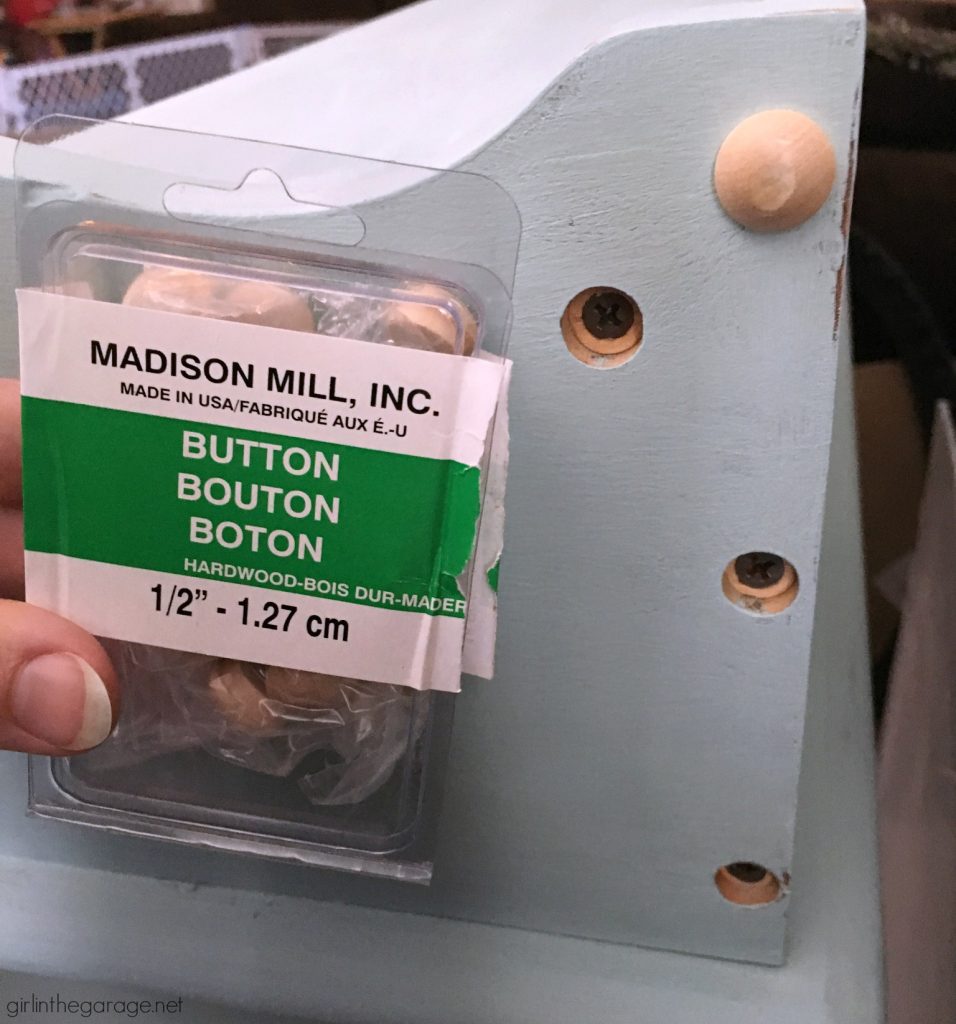 MADISON MILL, INC.
MADE IN USA/FABRIQUÉ AUX É.-U
BUTTON
BOUTON
BOTON
HARDWOOD-BOIS DUR-MADER
1/2” - 1.27 cm
girlinthegarage.net